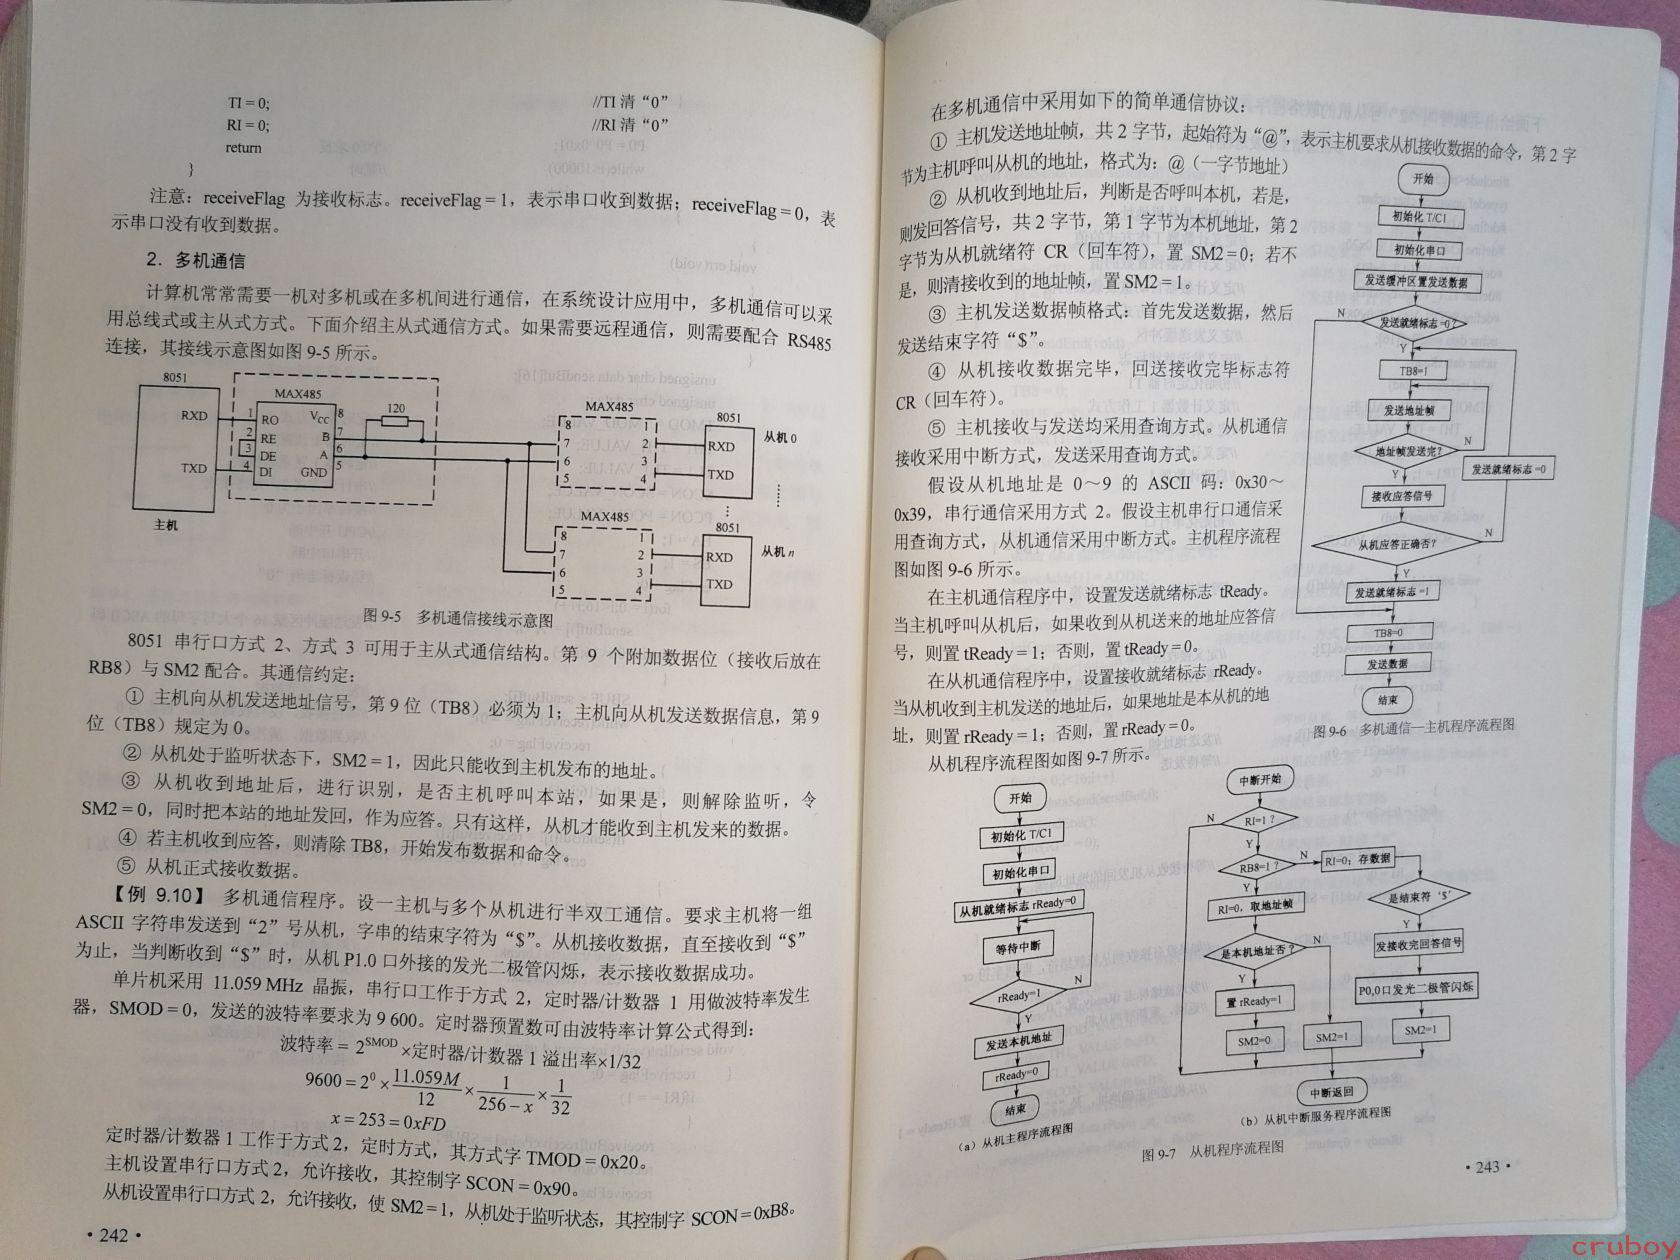 TI = 0; //TI 清“0”
RI = 0; //RI 清“0”
return
}
注意：receiveFlag 为接收标志。receiveFlag = 1，表示串口收到数据；receiveFlag = 0，表
示串口没有收到数据。
2．多机通信
计算机常常需要一机对多机或在多机间进行通信，在系统设计应用中，多机通信可以采
用总线式或主从式方式。下面介绍主从式通信方式。如果需要远程通信，则需要配合 RS485
连接，其接线示意图如图 9-5 所示。
8051
RXD
TXD
主机
MAX485
1 RO VCC 8
2 RE B 7
3 DE A 6
4 DI GND 5
120
MAX485
8 1
7 2
6 3
5 4
8051
RXD
TXD
从机 0
MAX485
8 1
7 2
6 3
5 4
8051
RXD
TXD
从机 n
图 9-5 多机通信接线示意图
8051 串行口方式 2、方式 3 可用于主从式通信结构。第 9 个附加数据位（接收后放在
RB8）与 SM2 配合。其通信约定：
① 主机向从机发送地址信号，第 9 位（TB8）必须为 1；主机向从机发送数据信息，第 9
位（TB8）规定为 0。
② 从机处于监听状态下，SM2 = 1，因此只能收到主机发布的地址。
③ 从机收到地址后，进行识别，是否主机呼叫本站，如果是，则解除监听，令
SM2 = 0，同时把本站的地址发回，作为应答。只有这样，从机才能收到主机发来的数据。
④ 若主机收到应答，则清除 TB8，开始发布数据和命令。
⑤ 从机正式接收数据。
【例 9.10】 多机通信程序。设一主机与多个从机进行半双工通信。要求主机将一组
ASCII 字符串发送到“2”号从机，字串的结束字符为“$”。从机接收数据，直至接收到“$”
为止，当判断收到“$”时，从机 P1.0 口外接的发光二极管闪烁，表示接收数据成功。
单片机采用 11.059 MHz 晶振，串行口工作于方式 2，定时器/计数器 1 用做波特率发生
器，SMOD = 0，发送的波特率要求为 9 600。定时器预置数可由波特率计算公式得到：
波特率 = 2^SMOD ×定时器/计数器 1 溢出率×1/32
9600 = 2^0 × 11.059M/12 × 1/(256 − x) × 1/32
x = 253 = 0xFD
定时器/计数器 1 工作于方式 2，定时方式，其方式字 TMOD = 0x20。
主机设置串行口方式 2，允许接收，其控制字 SCON = 0x90。
从机设置串行口方式 2，允许接收，使 SM2 = 1，从机处于监听状态，其控制字 SCON = 0xB8。
· 242 ·
在多机通信中采用如下的简单通信协议：
① 主机发送地址帧，共 2 字节，起始符为“@”，表示主机要求从机接收数据的命令，第 2 字
节为主机呼叫从机的地址，格式为：@（一字节地址）
② 从机收到地址后，判断是否呼叫本机，若是，
则发回答信号，共 2 字节，第 1 字节为本机地址，第 2
字节为从机就绪符 CR（回车符），置 SM2 = 0；若不
是，则清接收到的地址帧，置 SM2 = 1。
③ 主机发送数据帧格式：首先发送数据，然后
发送结束字符“$”。
④ 从机接收数据完毕，回送接收完毕标志符
CR（回车符）。
⑤ 主机接收与发送均采用查询方式。从机通信
接收采用中断方式，发送采用查询方式。
假设从机地址是 0～9 的 ASCII 码：0x30～
0x39，串行通信采用方式 2。假设主机串行口通信采
用查询方式，从机通信采用中断方式。主机程序流程
图如图 9-6 所示。
在主机通信程序中，设置发送就绪标志 tReady。
当主机呼叫从机后，如果收到从机送来的地址应答信
号，则置 tReady = 1；否则，置 tReady = 0。
在从机通信程序中，设置接收就绪标志 rReady。
当从机收到主机发送的地址后，如果地址是本从机的地
址，则置 rReady = 1；否则，置 rReady = 0。
从机程序流程图如图 9-7 所示。
开始
初始化 T/C1
初始化串口
发送缓冲区置发送数据
N
发送就绪标志 =0？
Y
TB8=1
发送地址帧
地址帧发送完？
N
Y
发送就绪标志 =0
接收应答信号
从机应答正确否？
N
Y
发送就绪标志 =1
TB8=0
发送数据
结束
图 9-6 多机通信—主机程序流程图
开始
初始化 T/C1
初始化串口
从机就绪标志 rReady=0
等待中断
rReady=1
N
Y
发送本机地址
rReady=0
结束
（a）从机主程序流程图
中断开始
N
RI=1？
Y
RB8=1？
N
RI=0；存数据
Y
RI=0，取地址帧
是结束符‘$’
Y
是本机地址否？
N
发接收完回答信号
Y
置 rReady=1
P0,0口发光二极管闪烁
SM2=0
SM2=1
SM2=1
中断返回
（b）从机中断服务程序流程图
图 9-7 从机程序流程图
· 243 ·
cruboy